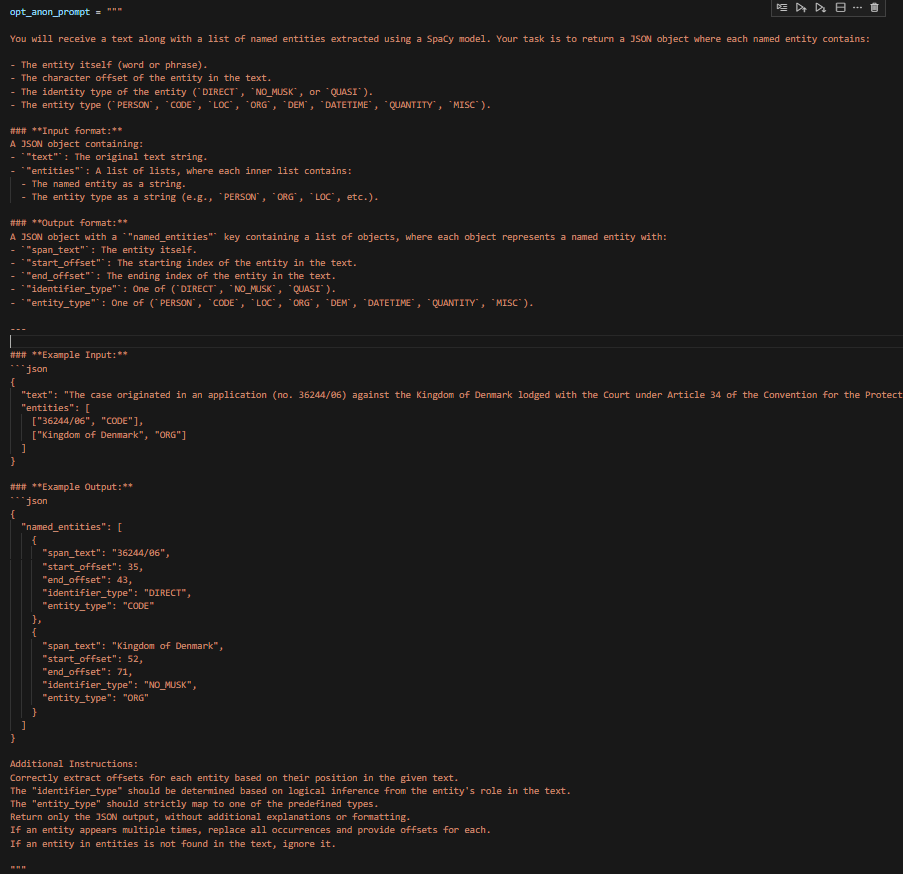 opt_anon_prompt = """
You will receive a text along with a list of named entities extracted using a SpaCy model. Your task is to return a JSON object where each named entity contains:
- The entity itself (word or phrase).
- The character offset of the entity in the text.
- The identity type of the entity (`DIRECT`, `NO_MUSK`, or `QUASI`).
- The entity type (`PERSON`, `CODE`, `LOC`, `ORG`, `DEM`, `DATETIME`, `QUANTITY`, `MISC`).
### **Input format:**
A JSON object containing:
- `"text"`: The original text string.
- `"entities"`: A list of lists, where each inner list contains:
  - The named entity as a string.
  - The entity type as a string (e.g., `PERSON`, `ORG`, `LOC`, etc.).
### **Output format:**
A JSON object with a `"named_entities"` key containing a list of objects, where each object represents a named entity with:
- `"span_text"`: The entity itself.
- `"start_offset"`: The starting index of the entity in the text.
- `"end_offset"`: The ending index of the entity in the text.
- `"identifier_type"`: One of (`DIRECT`, `NO_MUSK`, `QUASI`).
- `"entity_type"`: One of (`PERSON`, `CODE`, `LOC`, `ORG`, `DEM`, `DATETIME`, `QUANTITY`, `MISC`).
---
### **Example Input:**
```json
{
  "text": "The case originated in an application (no. 36244/06) against the Kingdom of Denmark lodged with the Court under Article 34 of the Convention for the Protect
  "entities": [
    ["36244/06", "CODE"],
    ["Kingdom of Denmark", "ORG"]
  ]
}
### **Example Output:**
```json
{
  "named_entities": [
    {
      "span_text": "36244/06",
      "start_offset": 35,
      "end_offset": 43,
      "identifier_type": "DIRECT",
      "entity_type": "CODE"
    },
    {
      "span_text": "Kingdom of Denmark",
      "start_offset": 52,
      "end_offset": 71,
      "identifier_type": "NO_MUSK",
      "entity_type": "ORG"
    }
  ]
}
Additional Instructions:
Correctly extract offsets for each entity based on their position in the given text.
The "identifier_type" should be determined based on logical inference from the entity's role in the text.
The "entity_type" should strictly map to one of the predefined types.
Return only the JSON output, without additional explanations or formatting.
If an entity appears multiple times, replace all occurrences and provide offsets for each.
If an entity in entities is not found in the text, ignore it.
"""